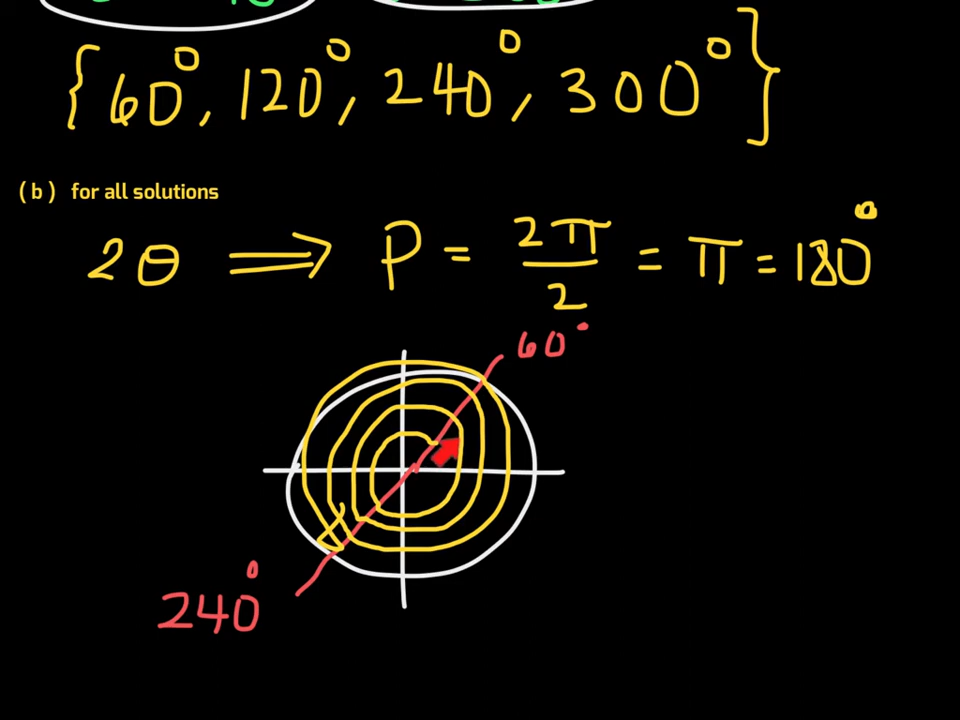 {60°, 120°, 240°, 300°}
(b) for all solutions
2θ ⟹ P = 2π/2 = π = 180°
60°
240°